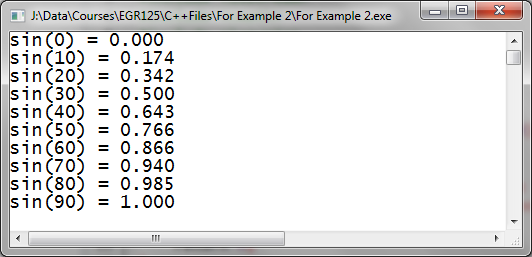 J:\Data\Courses\EGR125\C++Files\For Example 2\For Example 2.exe
sin(0) = 0.000
sin(10) = 0.174
sin(20) = 0.342
sin(30) = 0.500
sin(40) = 0.643
sin(50) = 0.766
sin(60) = 0.866
sin(70) = 0.940
sin(80) = 0.985
sin(90) = 1.000